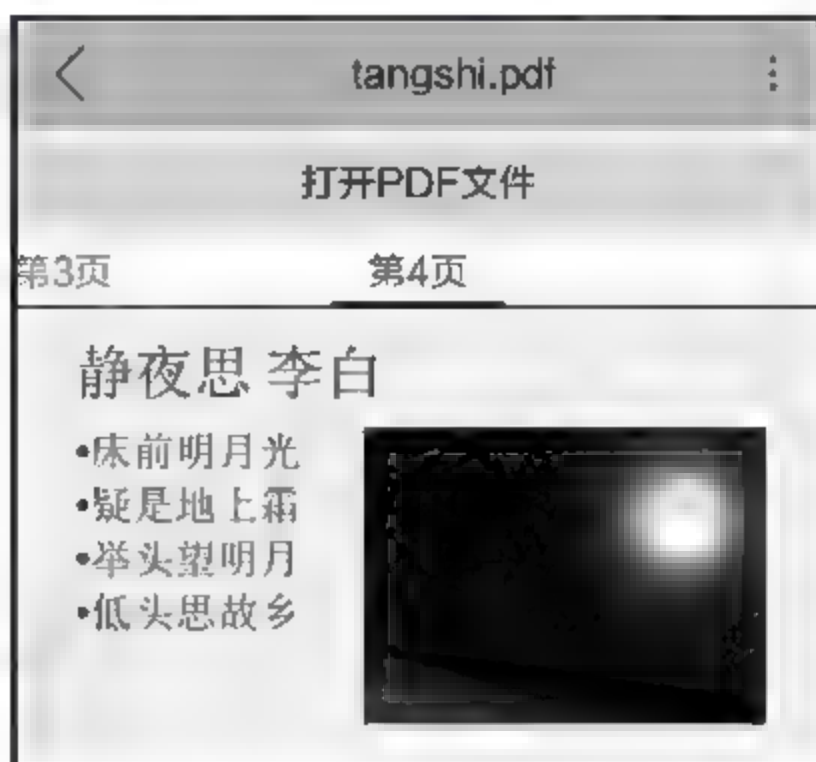 tangshi.pdf
打开PDF文件
第3页 第4页
静夜思 李白
•床前明月光
•疑是地上霜
•举头望明月
•低头思故乡